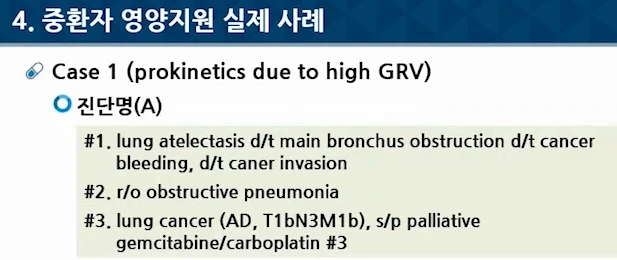 4. 중환자 영양지원 실제 사례
Case 1 (prokinetics due to high GRV)
진단명(A)
#1. lung atelectasis d/t main bronchus obstruction d/t cancer
bleeding, d/t caner invasion
#2. r/o obstructive pneumonia
#3. lung cancer (AD, T1bN3M1b), s/p palliative
gemcitabine/carboplatin #3